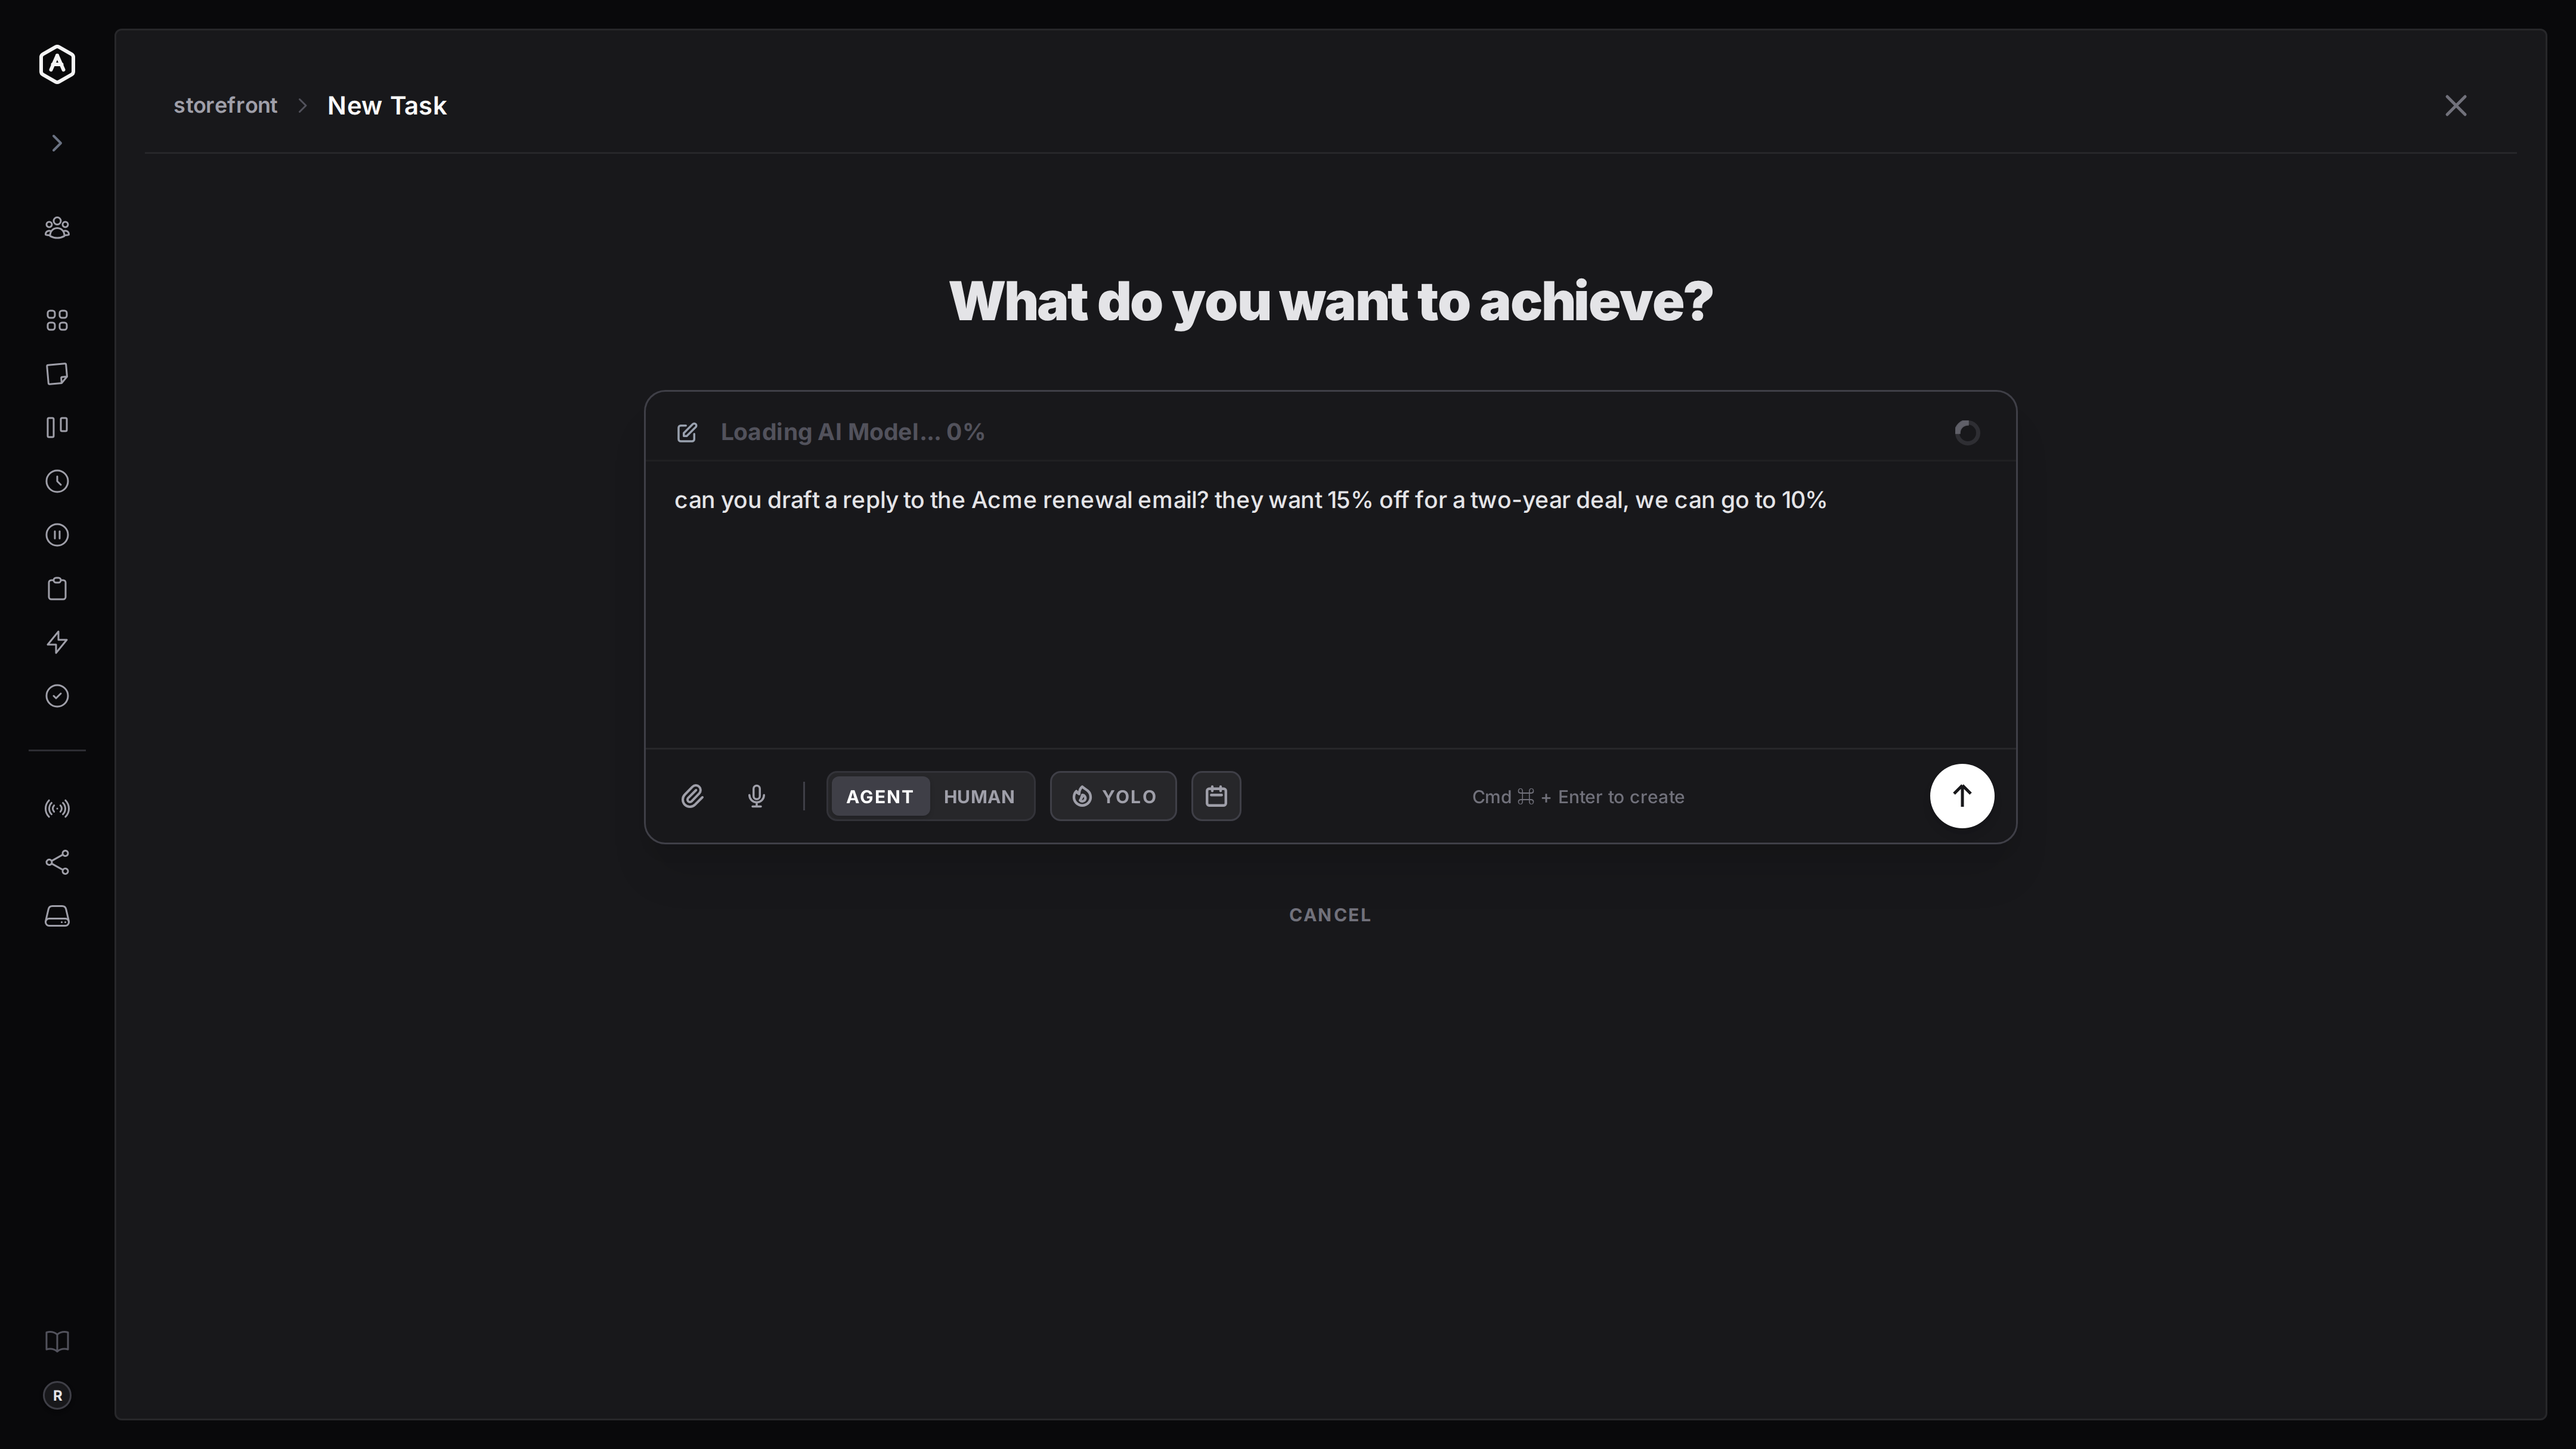 storefront
New Task
What do you want to achieve?
Loading AI Model... 0%
can you draft a reply to the Acme renewal email? they want 15% off for a two-year deal, we can go to 10%
AGENT
HUMAN
YOLO
Cmd ⌘ + Enter to create
CANCEL
R